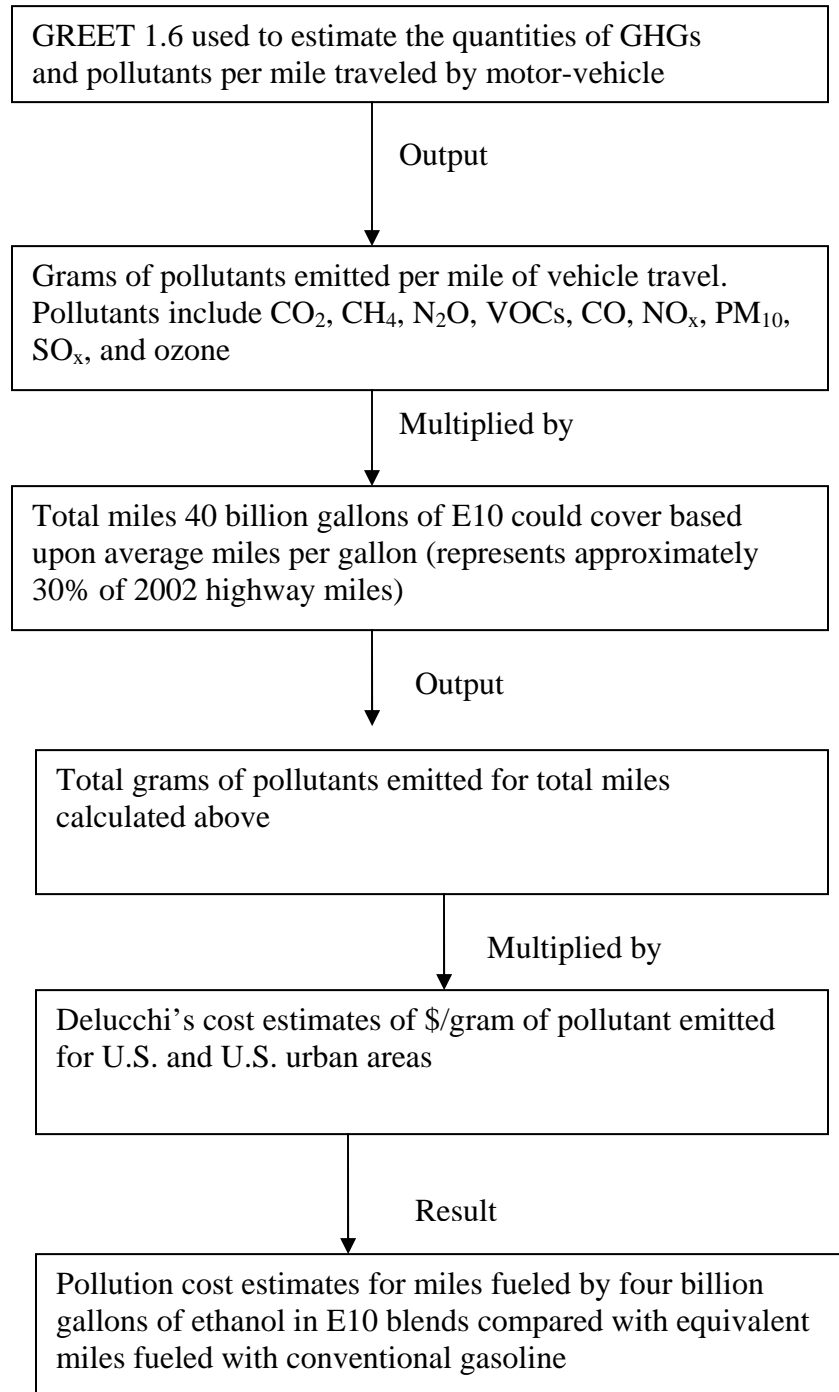 GREET 1.6 used to estimate the quantities of GHGs
and pollutants per mile traveled by motor-vehicle
Output
Grams of pollutants emitted per mile of vehicle travel.
Pollutants include CO₂, CH₄, N₂O, VOCs, CO, NOₓ, PM₁₀,
SOₓ, and ozone
Multiplied by
Total miles 40 billion gallons of E10 could cover based
upon average miles per gallon (represents approximately
30% of 2002 highway miles)
Output
Total grams of pollutants emitted for total miles
calculated above
Multiplied by
Delucchi’s cost estimates of $/gram of pollutant emitted
for U.S. and U.S. urban areas
Result
Pollution cost estimates for miles fueled by four billion
gallons of ethanol in E10 blends compared with equivalent
miles fueled with conventional gasoline